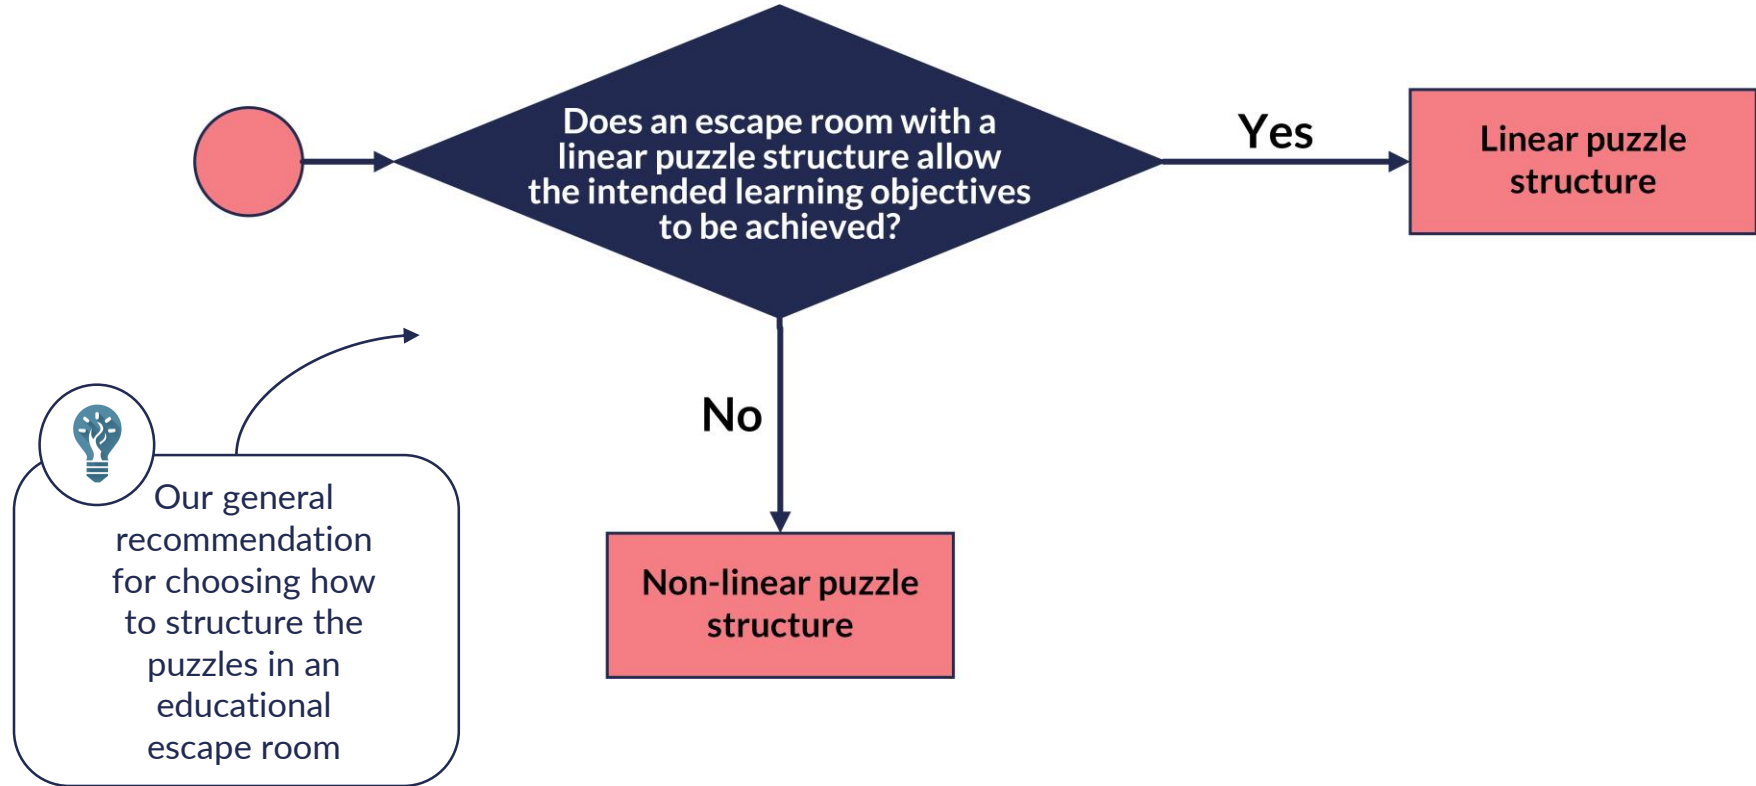 Does an escape room with a
linear puzzle structure allow
the intended learning objectives
to be achieved?
Yes
Linear puzzle
structure
No
Non-linear puzzle
structure
Our general
recommendation
for choosing how
to structure the
puzzles in an
educational
escape room